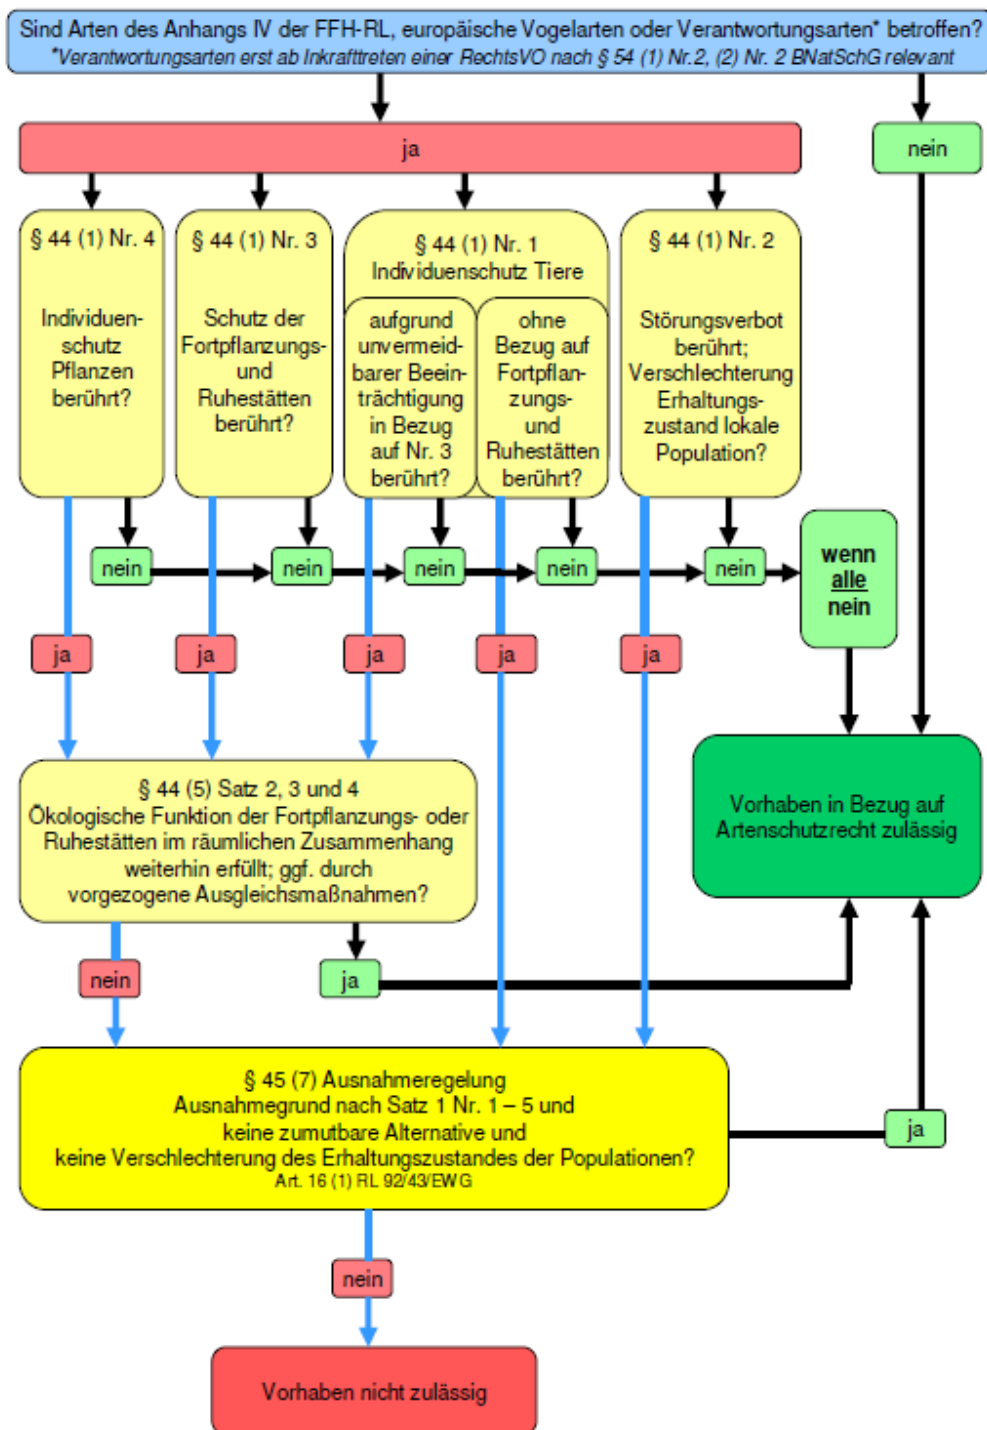 Sind Arten des Anhangs IV der FFH-RL, europäische Vogelarten oder Verantwortungsarten* betroffen?
*Verantwortungsarten erst ab Inkrafttreten einer RechtsVO nach § 54 (1) Nr.2, (2) Nr. 2 BNatSchG relevant
ja
nein
§ 44 (1) Nr. 4
Individuen-
schutz
Pflanzen
berührt?
§ 44 (1) Nr. 3
Schutz der
Fortpflanzungs-
und
Ruhestätten
berührt?
§ 44 (1) Nr. 1
Individuenschutz Tiere
aufgrund
unvermeid-
barer Beein-
trächtigung
in Bezug
auf Nr. 3
berührt?
ohne
Bezug auf
Fortpflan-
zungs-
und
Ruhestätten
berührt?
§ 44 (1) Nr. 2
Störungsverbot
berührt;
Verschlechterung
Erhaltungs-
zustand lokale
Population?
nein
nein
nein
nein
nein
wenn
alle
nein
ja
ja
ja
ja
ja
§ 44 (5) Satz 2, 3 und 4
Ökologische Funktion der Fortpflanzungs- oder
Ruhestätten im räumlichen Zusammenhang
weiterhin erfüllt; ggf. durch
vorgezogene Ausgleichsmaßnahmen?
Vorhaben in Bezug auf
Artenschutzrecht zulässig
nein
ja
§ 45 (7) Ausnahmeregelung
Ausnahmegrund nach Satz 1 Nr. 1 – 5 und
keine zumutbare Alternative und
keine Verschlechterung des Erhaltungszustandes der Populationen?
Art. 16 (1) RL 92/43/EWG
ja
nein
Vorhaben nicht zulässig